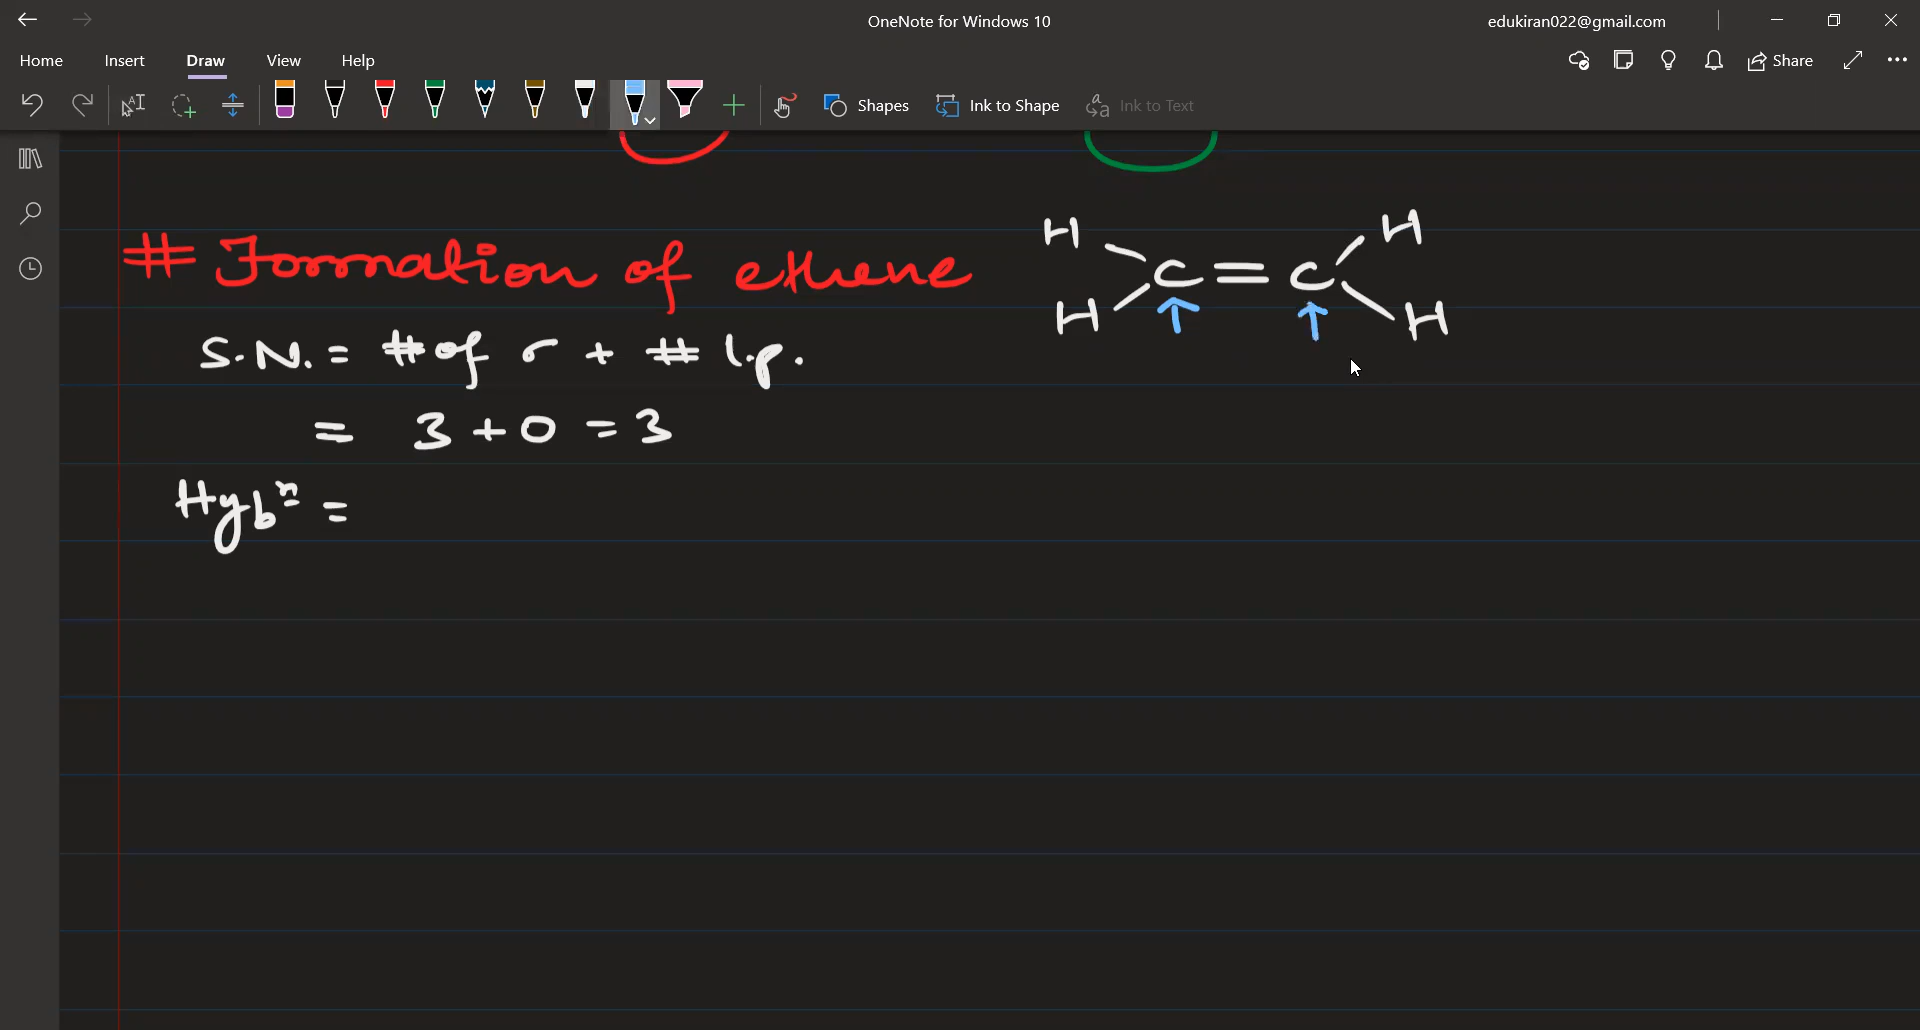 OneNote for Windows 10
edukiran022@gmail.com
Home Insert Draw View Help
Share
Shapes Ink to Shape Ink to Text
# Formation of ethene
H H
C = C
H H
S.N. = # of σ + # l.p.
= 3 + 0 = 3
Hybⁿ =